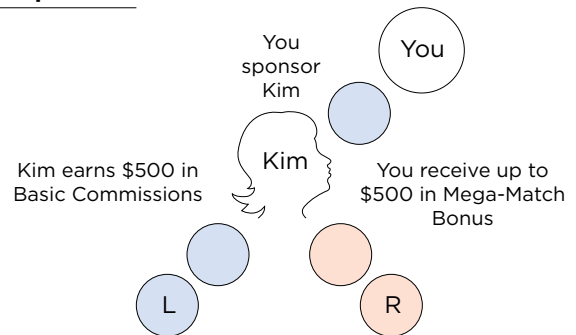 You
You
sponsor
Kim
Kim
Kim earns $500 in
Basic Commissions
You receive up to
$500 in Mega-Match
Bonus
L
R